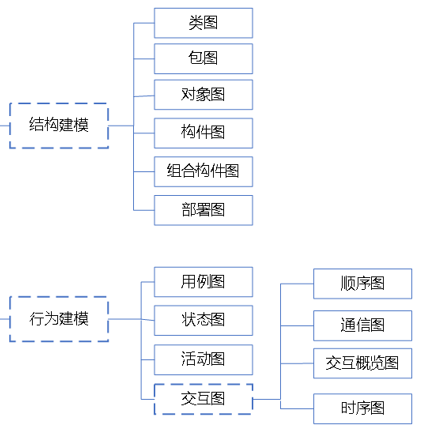 结构建模
类图
包图
对象图
构件图
组合构件图
部署图
行为建模
用例图
状态图
活动图
交互图
顺序图
通信图
交互概览图
时序图